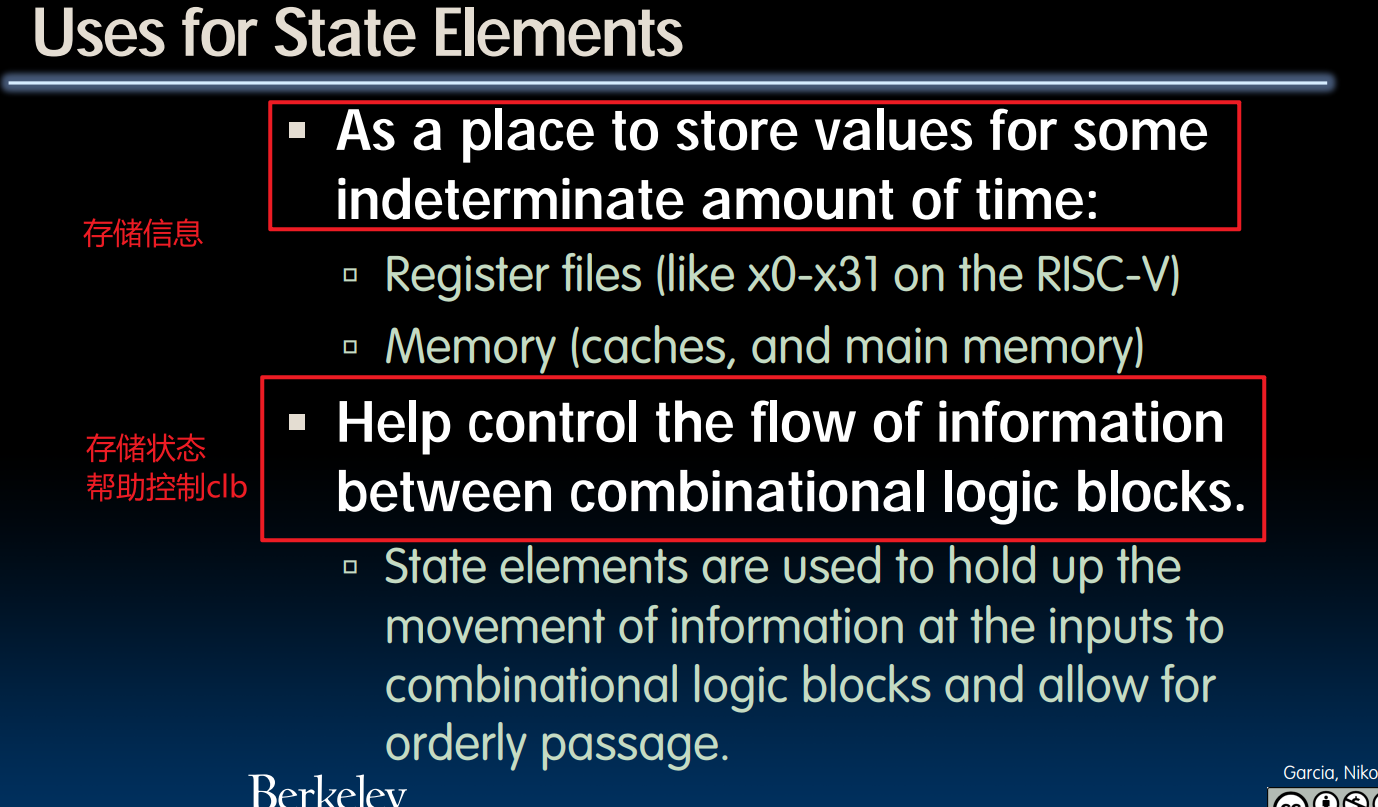 Uses for State Elements
▪ As a place to store values for some
indeterminate amount of time:
存储信息
▫ Register files (like x0-x31 on the RISC-V)
▫ Memory (caches, and main memory)
▪ Help control the flow of information
between combinational logic blocks.
存储状态
帮助控制clb
▫ State elements are used to hold up the
movement of information at the inputs to
combinational logic blocks and allow for
orderly passage.
Berkeley
Garcia, Niko
cc